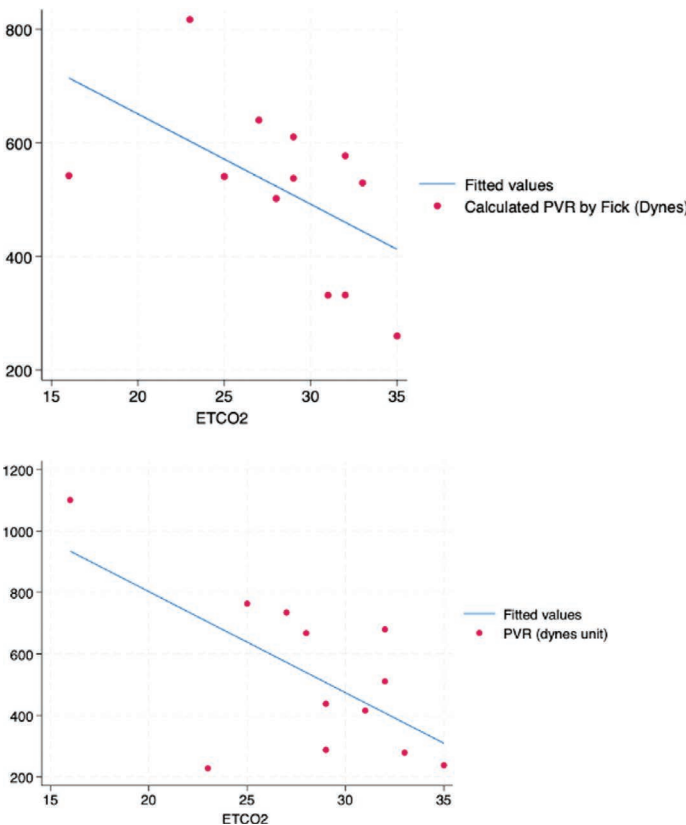 800
600
400
200
15 20 25 30 35
ETCO2
Fitted values
Calculated PVR by Fick (Dynes)
1200
1000
800
600
400
200
15 20 25 30 35
ETCO2
Fitted values
PVR (dynes unit)